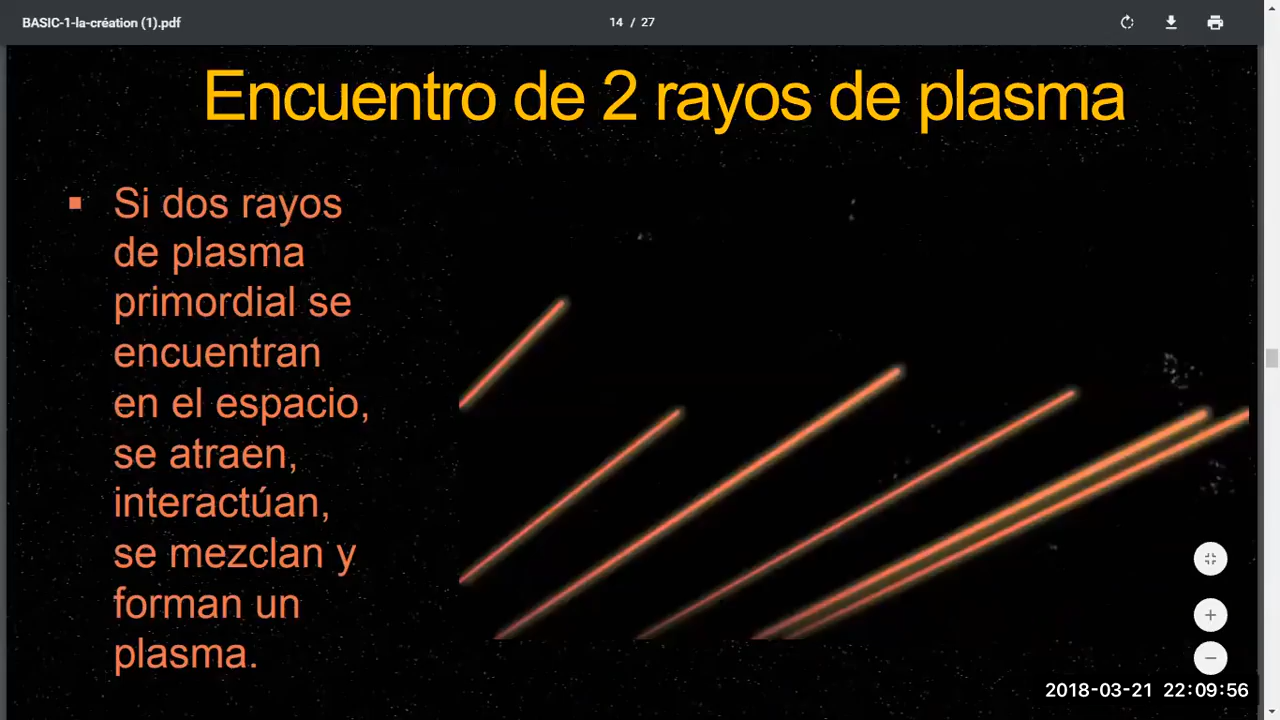 BASIC-1-la-création (1).pdf
14 / 27
Encuentro de 2 rayos de plasma
▪ Si dos rayos
de plasma
primordial se
encuentran
en el espacio,
se atraen,
interactúan,
se mezclan y
forman un
plasma.
2018-03-21 22:09:56